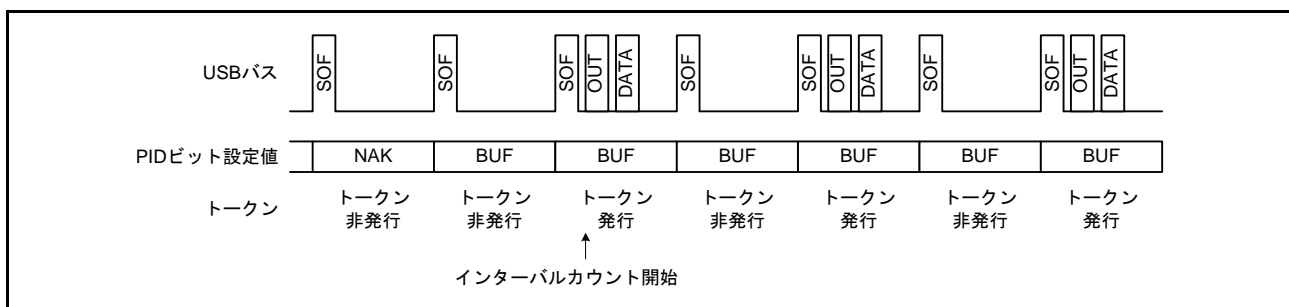 USBバス
SOF
SOF
SOF
OUT
DATA
SOF
SOF
OUT
DATA
SOF
SOF
OUT
DATA
PIDビット設定値
NAK
BUF
BUF
BUF
BUF
BUF
BUF
トークン
トークン
非発行
トークン
非発行
トークン
発行
トークン
非発行
トークン
発行
トークン
非発行
トークン
発行
インターバルカウント開始